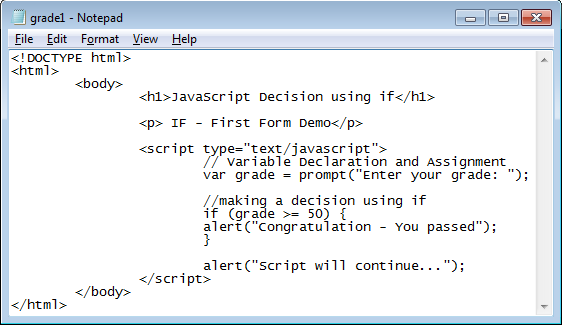 grade1 - Notepad
File Edit Format View Help
<!DOCTYPE html>
<html>
<body>
<h1>JavaScript Decision using if</h1>
<p> IF - First Form Demo</p>
<script type="text/javascript">
// Variable Declaration and Assignment
var grade = prompt("Enter your grade: ");
//making a decision using if
if (grade >= 50) {
alert("Congratulation - You passed");
}
alert("Script will continue...");
</script>
</body>
</html>